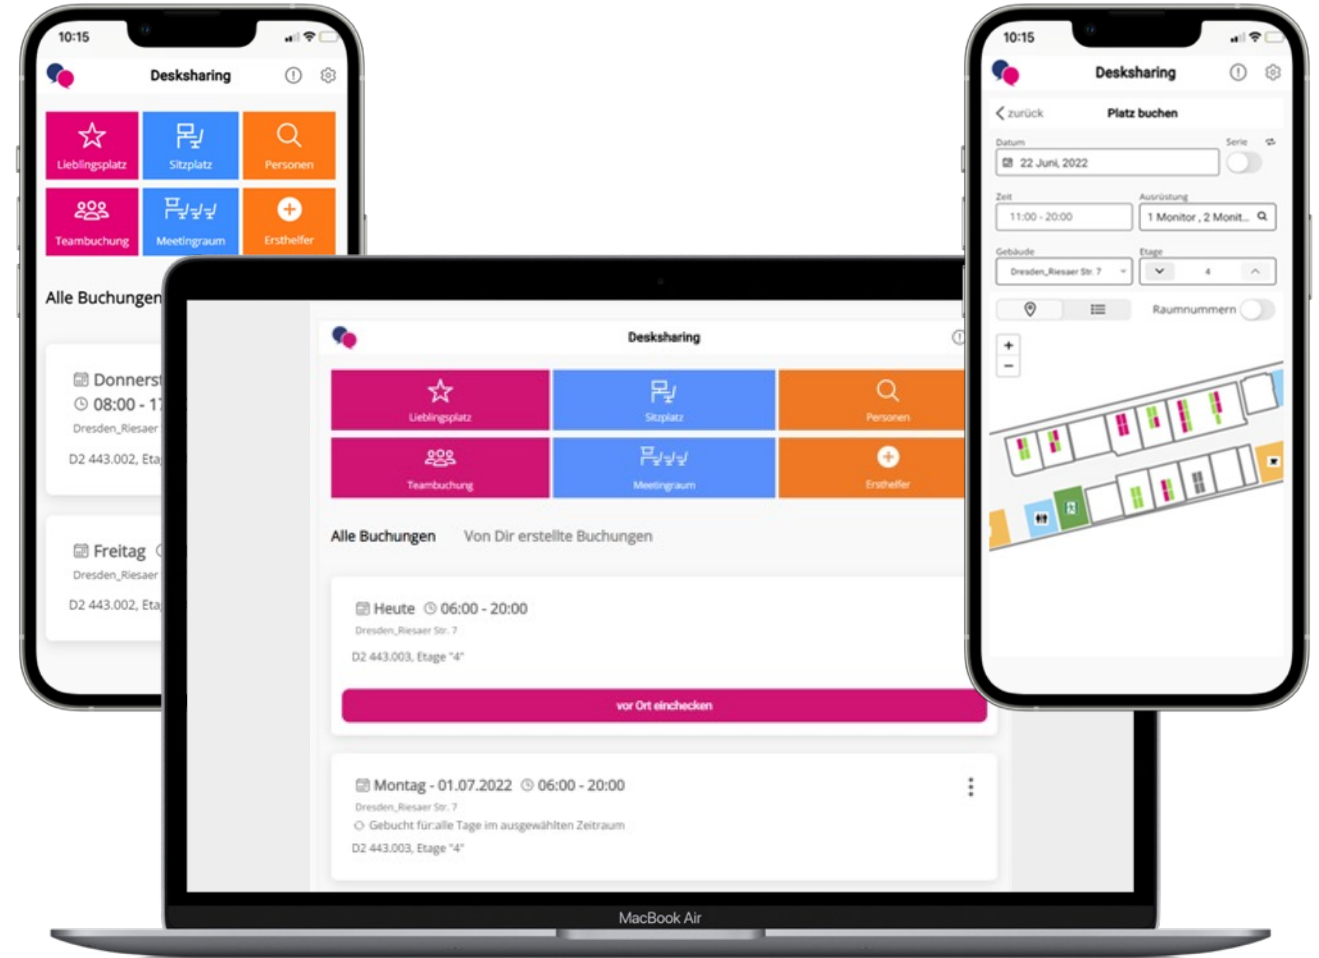 10:15
Desksharing
Lieblingsplatz
Sitzplatz
Personen
Teambuchung
Meetingraum
Ersthelfer
Alle Buchungen
Donnerst
08:00 - 17
Dresden_Riesaer
D2 443.002, Eta
Freitag
Dresden_Riesaer
D2 443.002, Eta
Desksharing
Lieblingsplatz
Sitzplatz
Personen
Teambuchung
Meetingraum
Ersthelfer
Alle Buchungen Von Dir erstellte Buchungen
Heute 06:00 - 20:00
Dresden_Riesaer Str. 7
D2 443.003, Etage "4"
vor Ort einchecken
Montag - 01.07.2022 06:00 - 20:00
Dresden_Riesaer Str. 7
Gebucht für:alle Tage im ausgewählten Zeitraum
D2 443.003, Etage "4"
MacBook Air
10:15
Desksharing
zurück Platz buchen
Datum Serie
22 Juni, 2022
Zeit Ausrüstung
11:00 - 20:00 1 Monitor , 2 Monit...
Gebäude Etage
Dresden_Riesaer Str. 7 4
Raumnummern
+
−